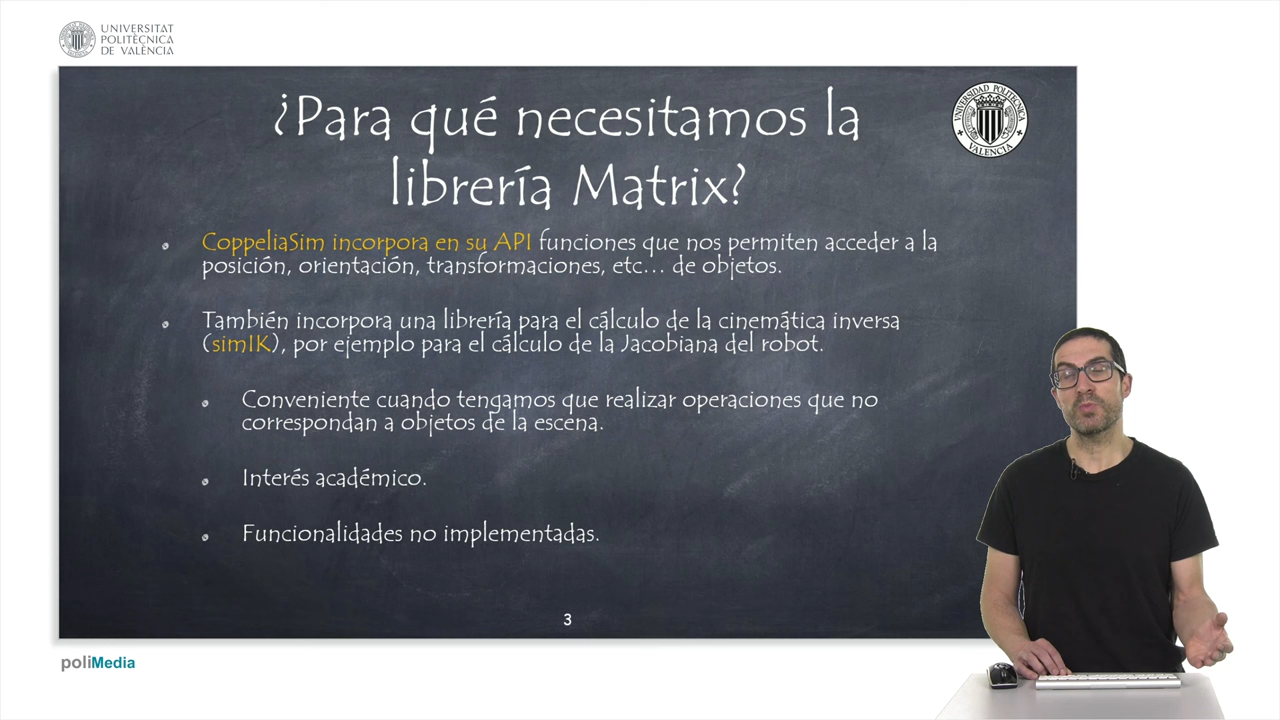 UNIVERSITAT
POLITÈCNICA
DE VALÈNCIA
¿Para qué necesitamos la
librería Matrix?
UNIVERSIDAD POLITECNICA
VALENCIA
CoppeliaSim incorpora en su API funciones que nos permiten acceder a la
posición, orientación, transformaciones, etc... de objetos.
También incorpora una librería para el cálculo de la cinemática inversa
(simIK), por ejemplo para el cálculo de la Jacobiana del robot.
Conveniente cuando tengamos que realizar operaciones que no
correspondan a objetos de la escena.
Interés académico.
Funcionalidades no implementadas.
3
poliMedia